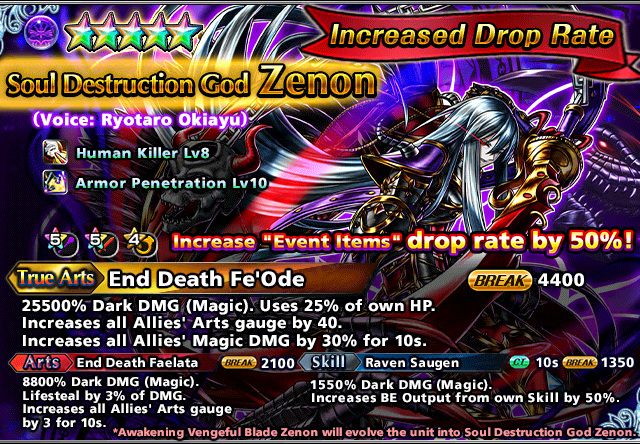 Increased Drop Rate
Soul Destruction God Zenon
(Voice: Ryotaro Okiayu)
Human Killer Lv8
Armor Penetration Lv10
5 5 4
Increase "Event Items" drop rate by 50%!
True Arts End Death Fe'Ode BREAK 4400
25500% Dark DMG (Magic). Uses 25% of own HP.
Increases all Allies' Arts gauge by 40.
Increases all Allies' Magic DMG by 30% for 10s.
Arts End Death Faelata BREAK 2100
8800% Dark DMG (Magic).
Lifesteal by 3% of DMG.
Increases all Allies' Arts gauge
by 3 for 10s.
Skill Raven Saugen CT 10s BREAK 1350
1550% Dark DMG (Magic).
Increases BE Output from own Skill by 50%.
*Awakening Vengeful Blade Zenon will evolve the unit into Soul Destruction God Zenon.